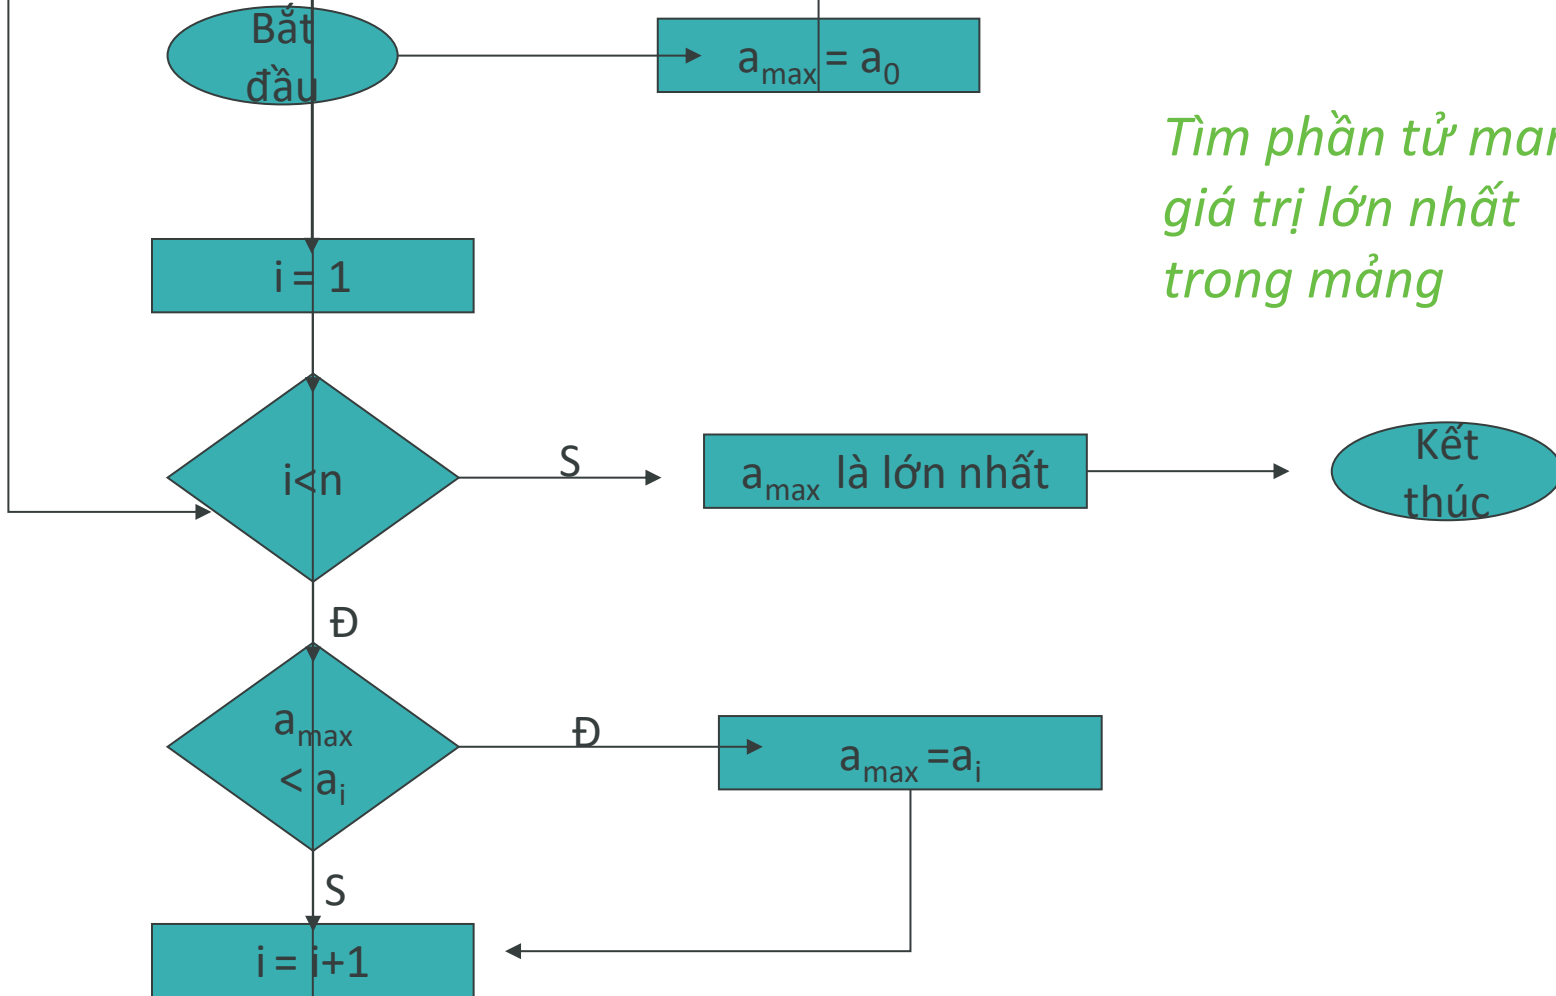 Bắt
đầu
amax = a0
Tìm phần tử
giá trị lớn nhất
trong mảng
i = 1
i<n
S
amax là lớn nhất
Kết
thúc
Đ
amax
< ai
Đ
amax =ai
S
i = i+1